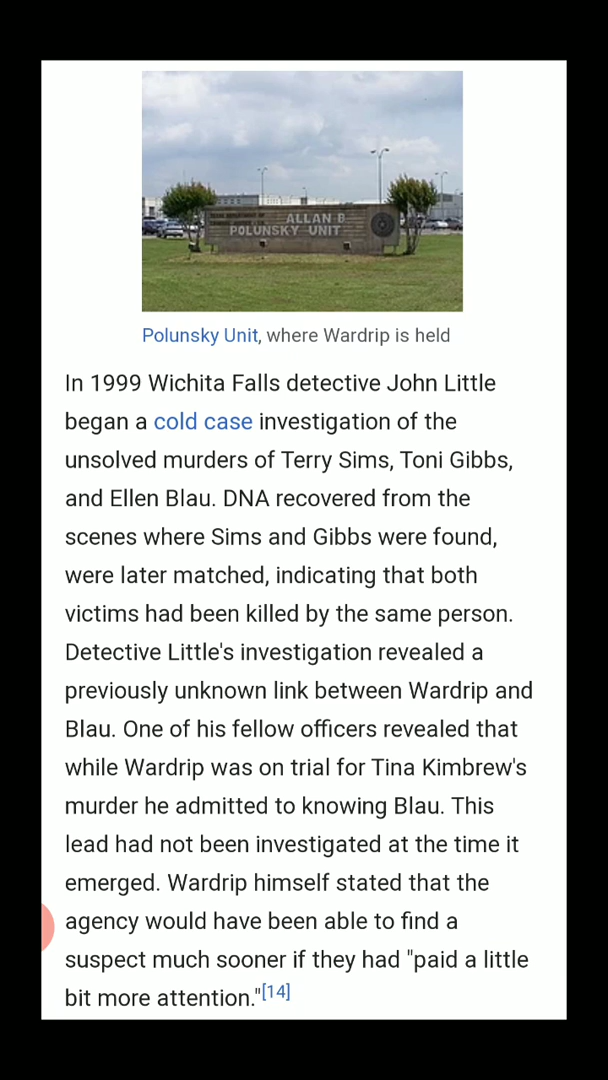 ALLAN B.
POLUNSKY UNIT
Polunsky Unit, where Wardrip is held
In 1999 Wichita Falls detective John Little
began a cold case investigation of the
unsolved murders of Terry Sims, Toni Gibbs,
and Ellen Blau. DNA recovered from the
scenes where Sims and Gibbs were found,
were later matched, indicating that both
victims had been killed by the same person.
Detective Little's investigation revealed a
previously unknown link between Wardrip and
Blau. One of his fellow officers revealed that
while Wardrip was on trial for Tina Kimbrew's
murder he admitted to knowing Blau. This
lead had not been investigated at the time it
emerged. Wardrip himself stated that the
agency would have been able to find a
suspect much sooner if they had "paid a little
bit more attention."[14]